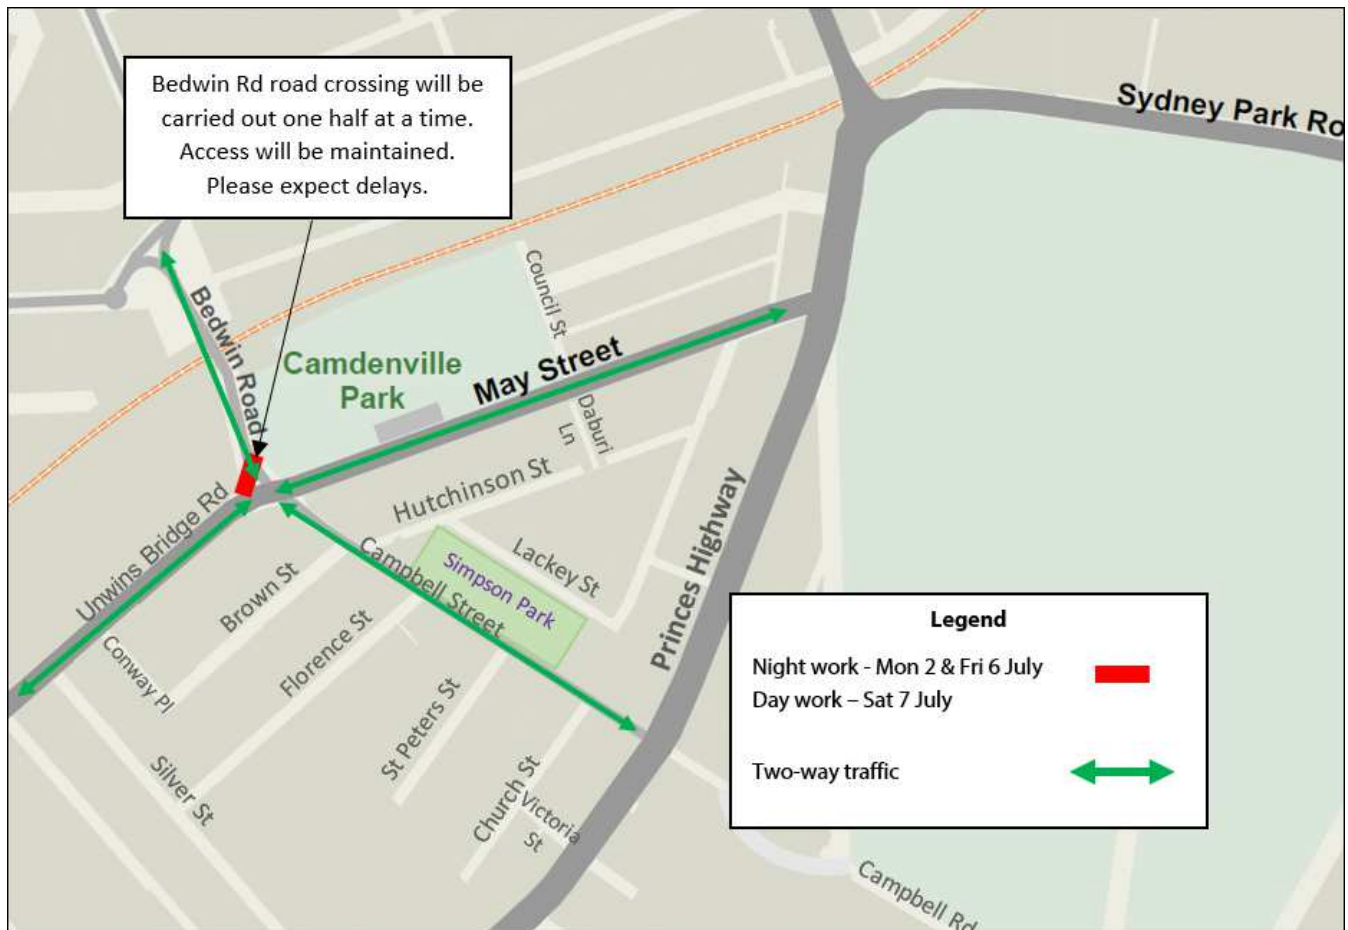 Bedwin Rd road crossing will be
carried out one half at a time.
Access will be maintained.
Please expect delays.
Sydney Park Ro
Council St
Bedwin Road
Camdenville
Park
May Street
Daburi
Ln
Hutchinson St
Unwins Bridge Rd
Lackey St
Simpson Park
Campbell Street
Princes Highway
Brown St
Florence St
Conway Pl
St Peters St
Silver St
Church St
Victoria
St
Campbell Rd
Legend
Night work - Mon 2 & Fri 6 July
Day work – Sat 7 July
Two-way traffic